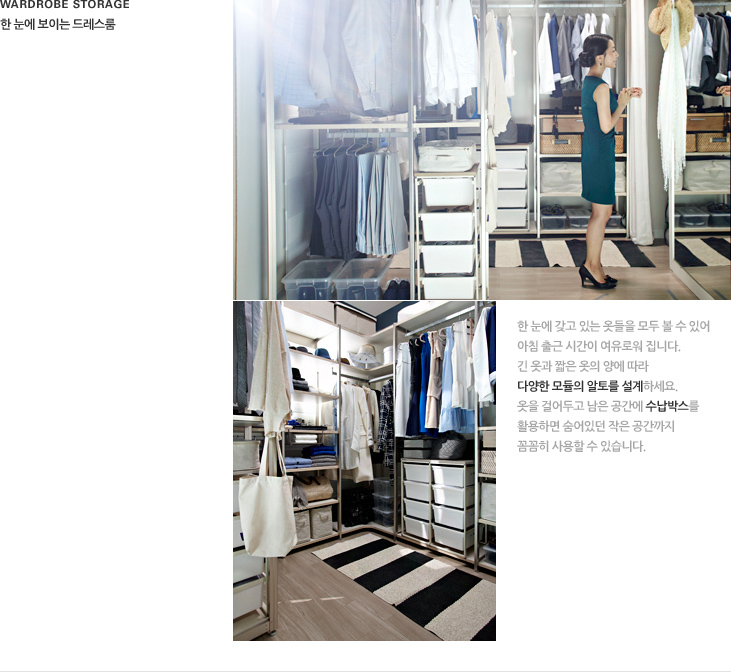 WARDROBE STORAGE
한 눈에 보이는 드레스룸
한 눈에 갖고 있는 옷들을 모두 볼 수 있어
아침 출근 시간이 여유로워 집니다.
긴 옷과 짧은 옷의 양에 따라
다양한 모듈의 알토를 설계하세요.
옷을 걸어두고 남은 공간에 수납박스를
활용하면 숨어있던 작은 공간까지
꼼꼼히 사용할 수 있습니다.